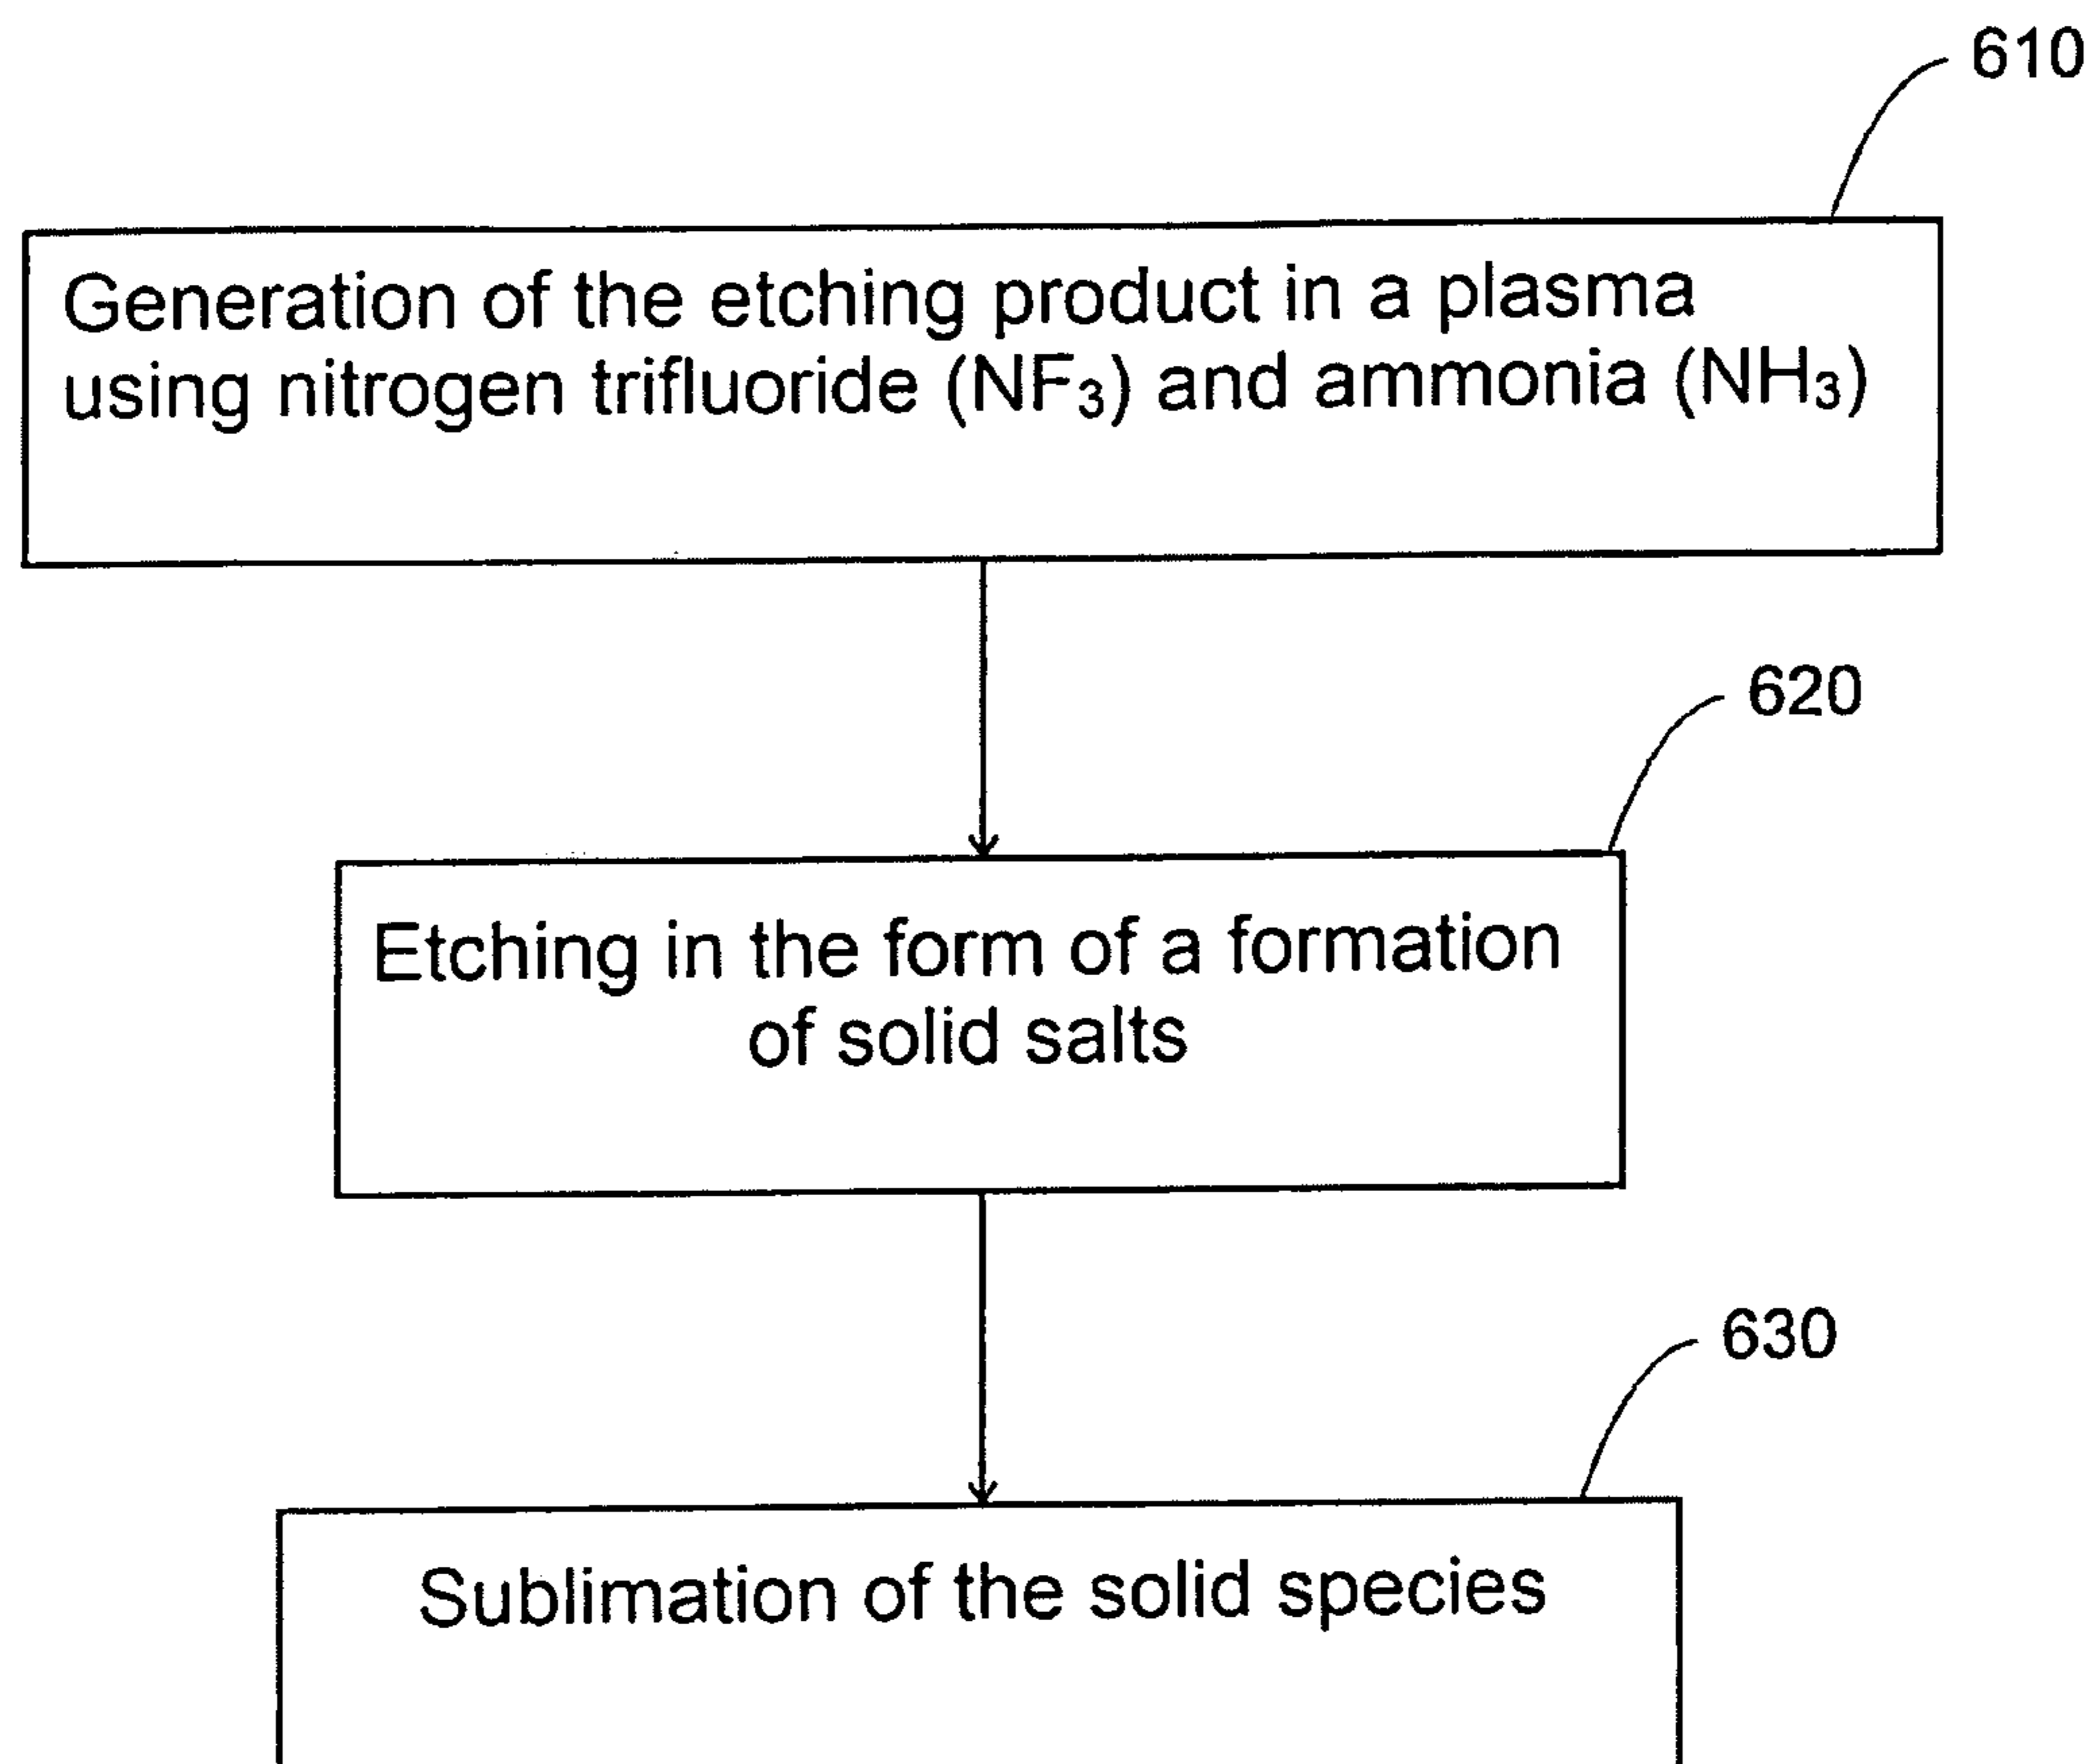 610
Generation of the etching product in a plasma
using nitrogen trifluoride (NF₃) and ammonia (NH₃)
620
Etching in the form of a formation
of solid salts
630
Sublimation of the solid species